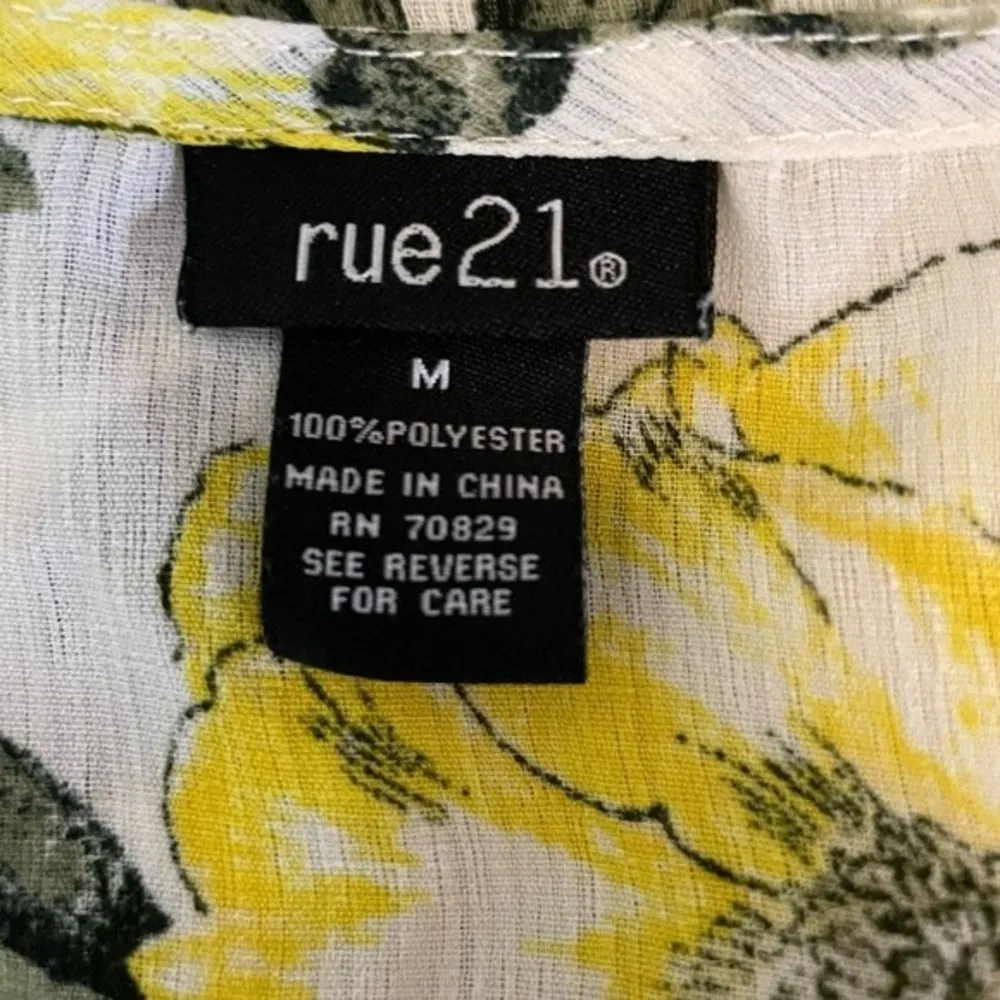 rue21®
M
100%POLYESTER
MADE IN CHINA
RN 70829
SEE REVERSE
FOR CARE